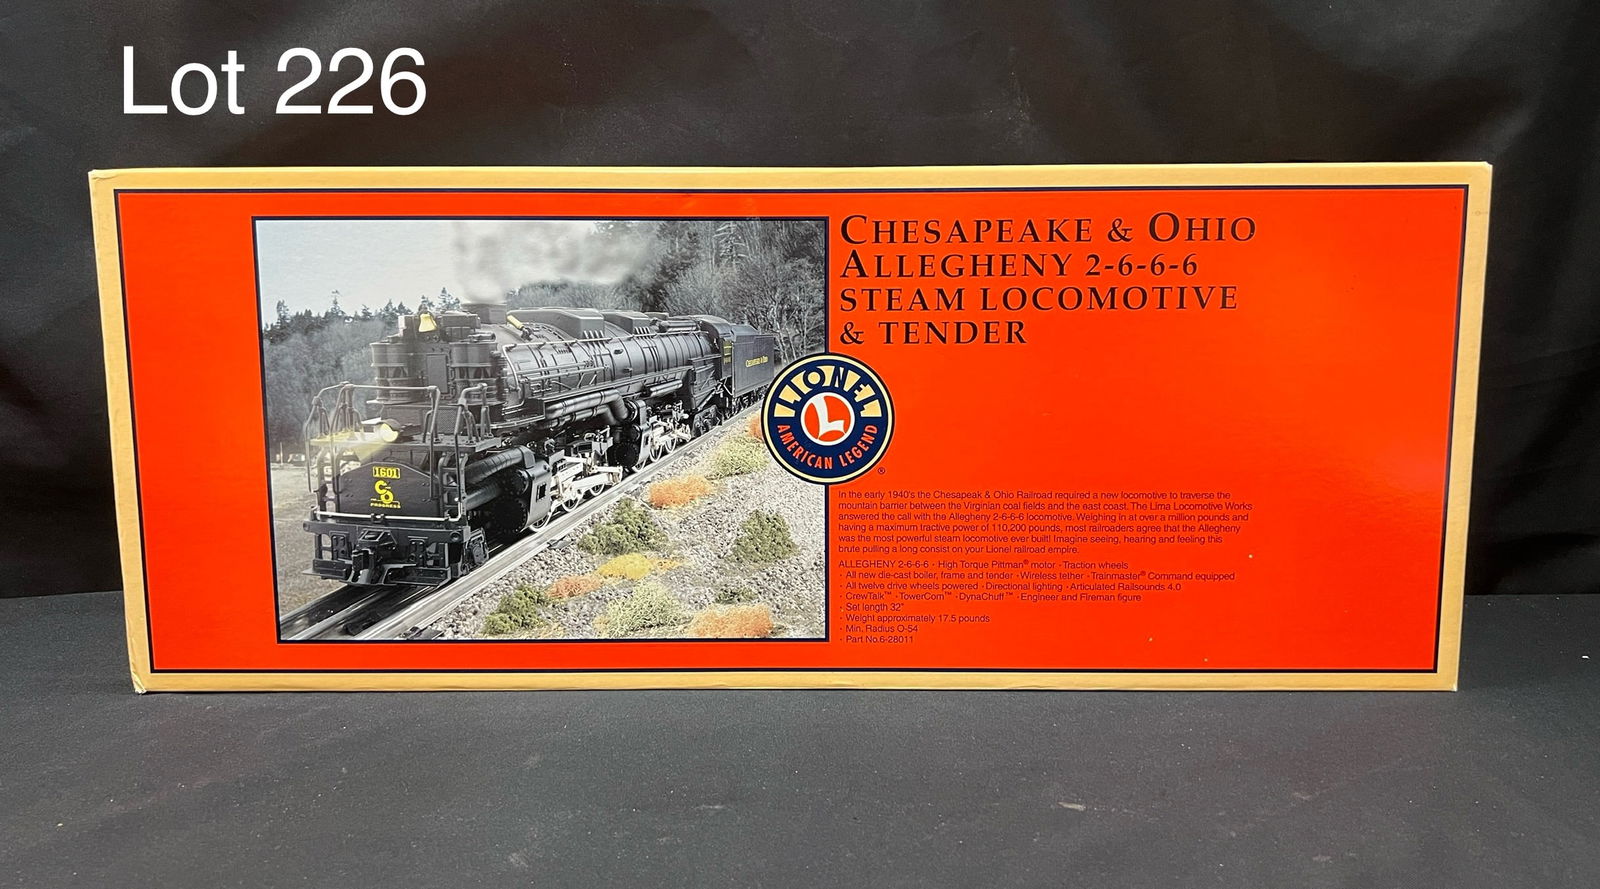 Lot 226
CHESAPEAKE & OHIO
ALLEGHENY 2-6-6-6
STEAM LOCOMOTIVE
& TENDER
LIONEL
L
AMERICAN LEGEND
®
1601
C&O
PROGRESS
CHESAPEAKE & OHIO
In the early 1940's the Chesapeak & Ohio Railroad required a new locomotive to traverse the
mountain barrier between the Virginian coal fields and the east coast. The Lima Locomotive Works
answered the call with the Allegheny 2-6-6-6 locomotive. Weighing in at over a million pounds and
having a maximum tractive power of 110,200 pounds, most railroaders agree that the Allegheny
was the most powerful steam locomotive ever built! Imagine seeing, hearing and feeling this
brute pulling a long consist on your Lionel railroad empire.
ALLEGHENY 2-6-6-6 · High Torque Pittman® motor · Traction wheels
· All new die-cast boiler, frame and tender · Wireless tether · Trainmaster® Command equipped
· All twelve drive wheels powered · Directional lighting · Articulated Railsounds 4.0
· CrewTalk™ · TowerCom™ · DynaChuff™ · Engineer and Fireman figure
· Set length 32"
· Weight approximately 17.5 pounds
· Min. Radius O-54
· Part No.6-28011